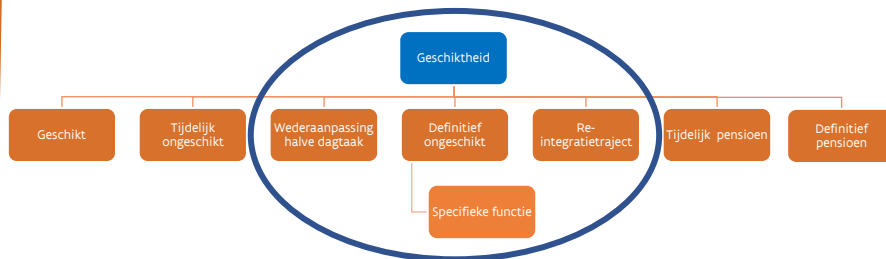 Geschiktheid
Geschikt
Tijdelijk
ongeschikt
Wederaanpassing
halve dagtaak
Definitief
ongeschikt
Re-
integratietraject
Tijdelijk pensioen
Definitief
pensioen
Specifieke functie